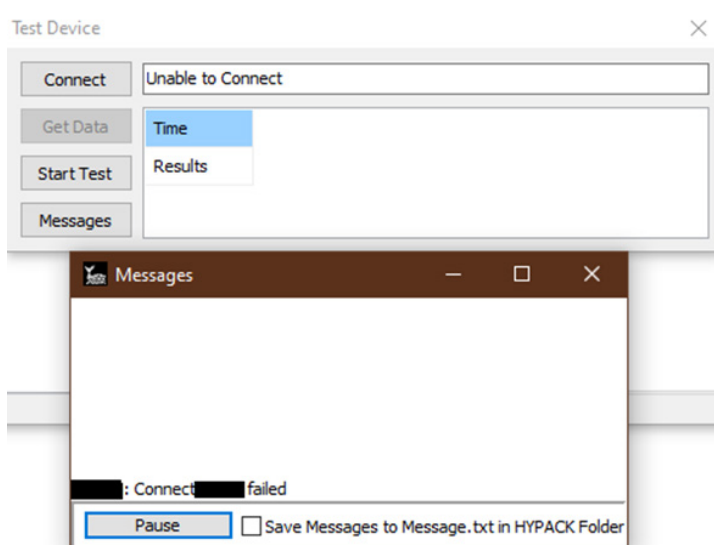 Test Device
Connect Unable to Connect
Get Data Time
Start Test Results
Messages
Messages
: Connect failed
Pause Save Messages to Message.txt in HYPACK Folder